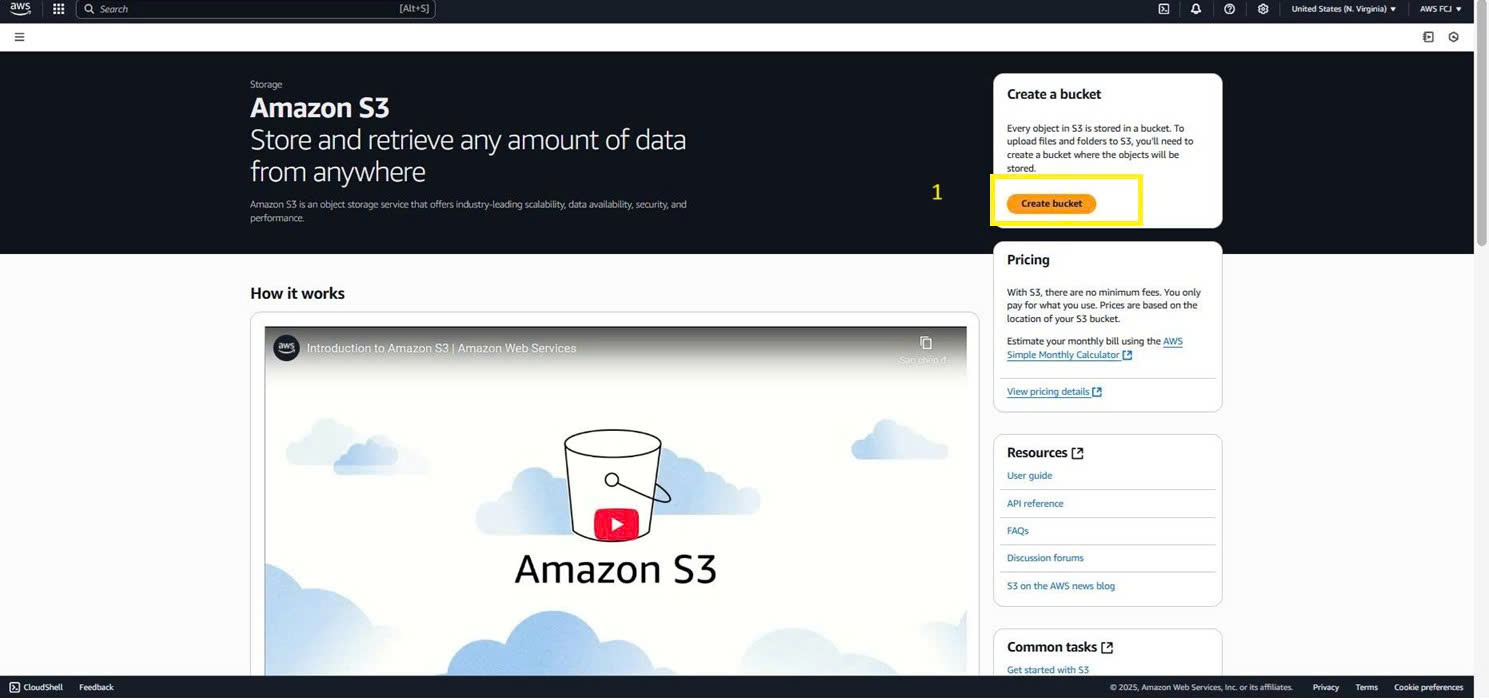 aws
Search
[Alt+S]
United States (N. Virginia)
AWS FCJ
Storage
Amazon S3
Store and retrieve any amount of data
from anywhere
Amazon S3 is an object storage service that offers industry-leading scalability, data availability, security, and
performance.
Create a bucket
Every object in S3 is stored in a bucket. To
upload files and folders to S3, you'll need to
create a bucket where the objects will be
stored.
1
Create bucket
Pricing
With S3, there are no minimum fees. You only
pay for what you use. Prices are based on the
location of your S3 bucket.
Estimate your monthly bill using the AWS
Simple Monthly Calculator
View pricing details
How it works
aws
Introduction to Amazon S3 | Amazon Web Services
Amazon S3
Resources
User guide
API reference
FAQs
Discussion forums
S3 on the AWS news blog
Common tasks
Get started with S3
CloudShell
Feedback
© 2025, Amazon Web Services, Inc. or its affiliates.
Privacy
Terms
Cookie preferences